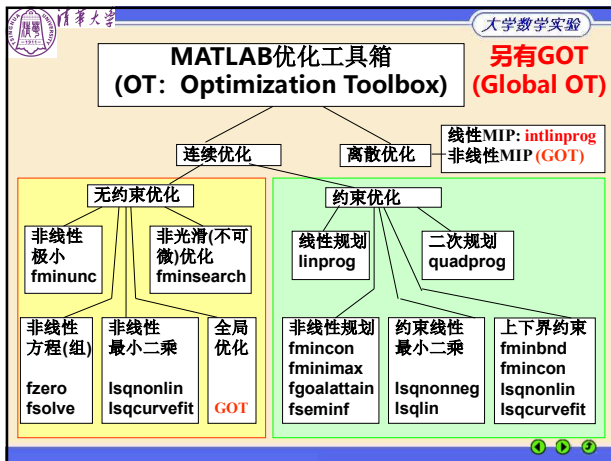 清华大学
大学数学实验
MATLAB优化工具箱
(OT: Optimization Toolbox)
另有GOT
(Global OT)
连续优化
离散优化
线性MIP: intlinprog
非线性MIP (GOT)
无约束优化
约束优化
非线性
极小
fminunc
非光滑(不可
微)优化
fminsearch
线性规划
linprog
二次规划
quadprog
非线性
方程(组)
fzero
fsolve
非线性
最小二乘
lsqnonlin
lsqcurvefit
全局
优化
GOT
非线性规划
fmincon
fminimax
fgoalattain
fseminf
约束线性
最小二乘
lsqnonneg
lsqlin
上下界约束
fminbnd
fmincon
lsqnonlin
lsqcurvefit